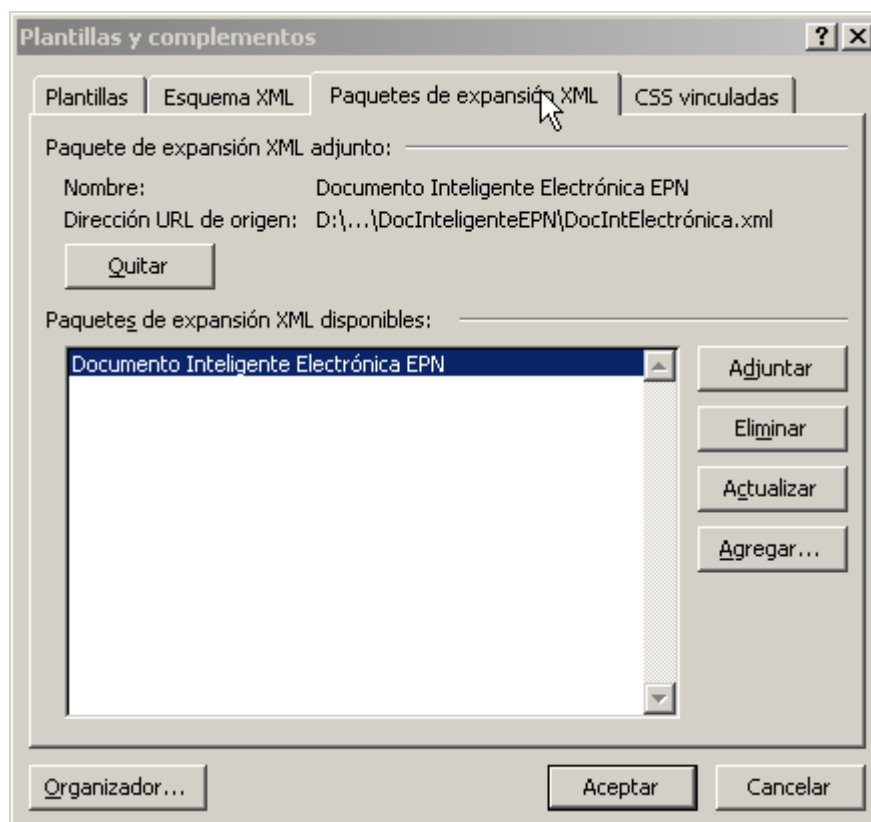 Plantillas y complementos
Plantillas Esquema XML Paquetes de expansión XML CSS vinculadas
Paquete de expansión XML adjunto:
Nombre: Documento Inteligente Electrónica EPN
Dirección URL de origen: D:\...\DocInteligenteEPN\DocIntElectrónica.xml
Quitar
Paquetes de expansión XML disponibles:
Documento Inteligente Electrónica EPN
Adjuntar
Eliminar
Actualizar
Agregar...
Organizador... Aceptar Cancelar